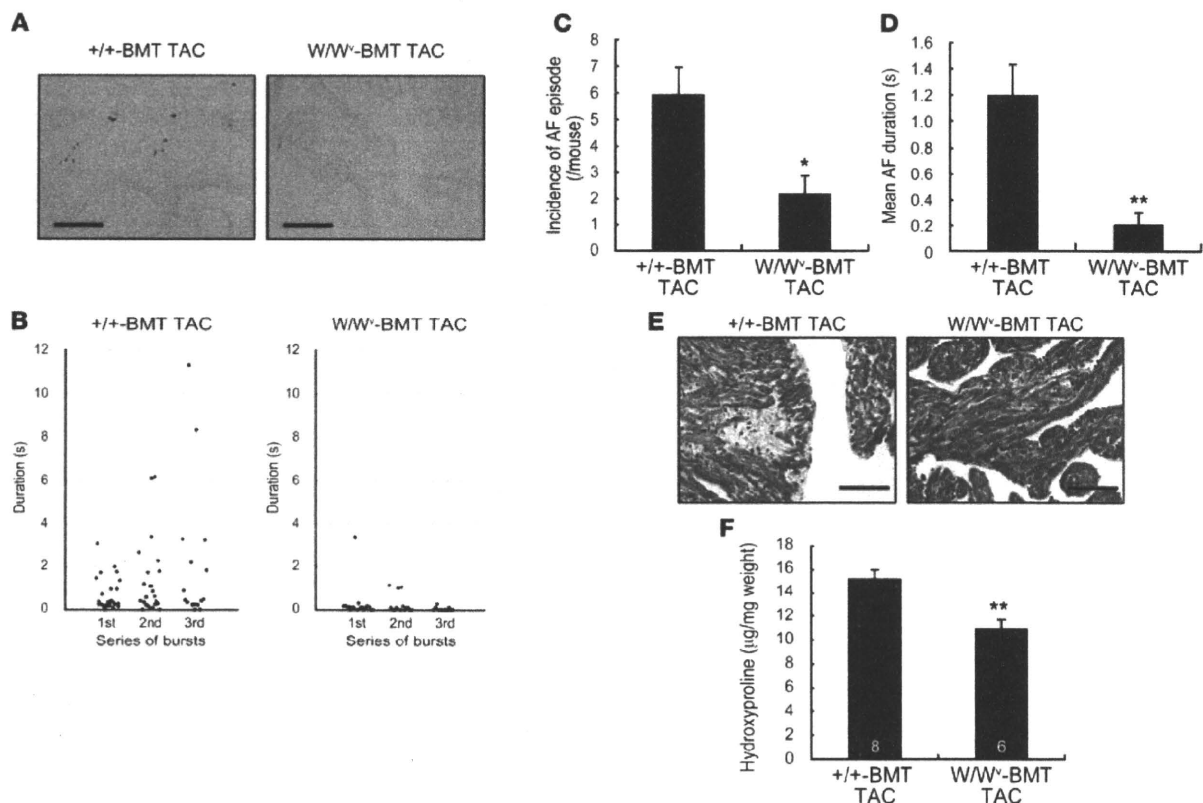 A
+/+-BMT TAC
W/Wᵛ-BMT TAC
B
+/+-BMT TAC
W/Wᵛ-BMT TAC
Duration (s)
12
10
8
6
4
2
0
1st 2nd 3rd
Series of bursts
Duration (s)
12
10
8
6
4
2
0
1st 2nd 3rd
Series of bursts
C
Incidence of AF episode
(/mouse)
8
7
6
5
4
3
2
1
0
*
+/+-BMT
TAC
W/Wᵛ-BMT
TAC
D
Mean AF duration (s)
1.6
1.4
1.2
1.0
0.8
0.6
0.4
0.2
0
**
+/+-BMT
TAC
W/Wᵛ-BMT
TAC
E
+/+-BMT TAC
W/Wᵛ-BMT TAC
F
Hydroxyproline (µg/mg weight)
18
16
14
12
10
8
6
4
2
0
**
8
6
+/+-BMT
TAC
W/Wᵛ-BMT
TAC